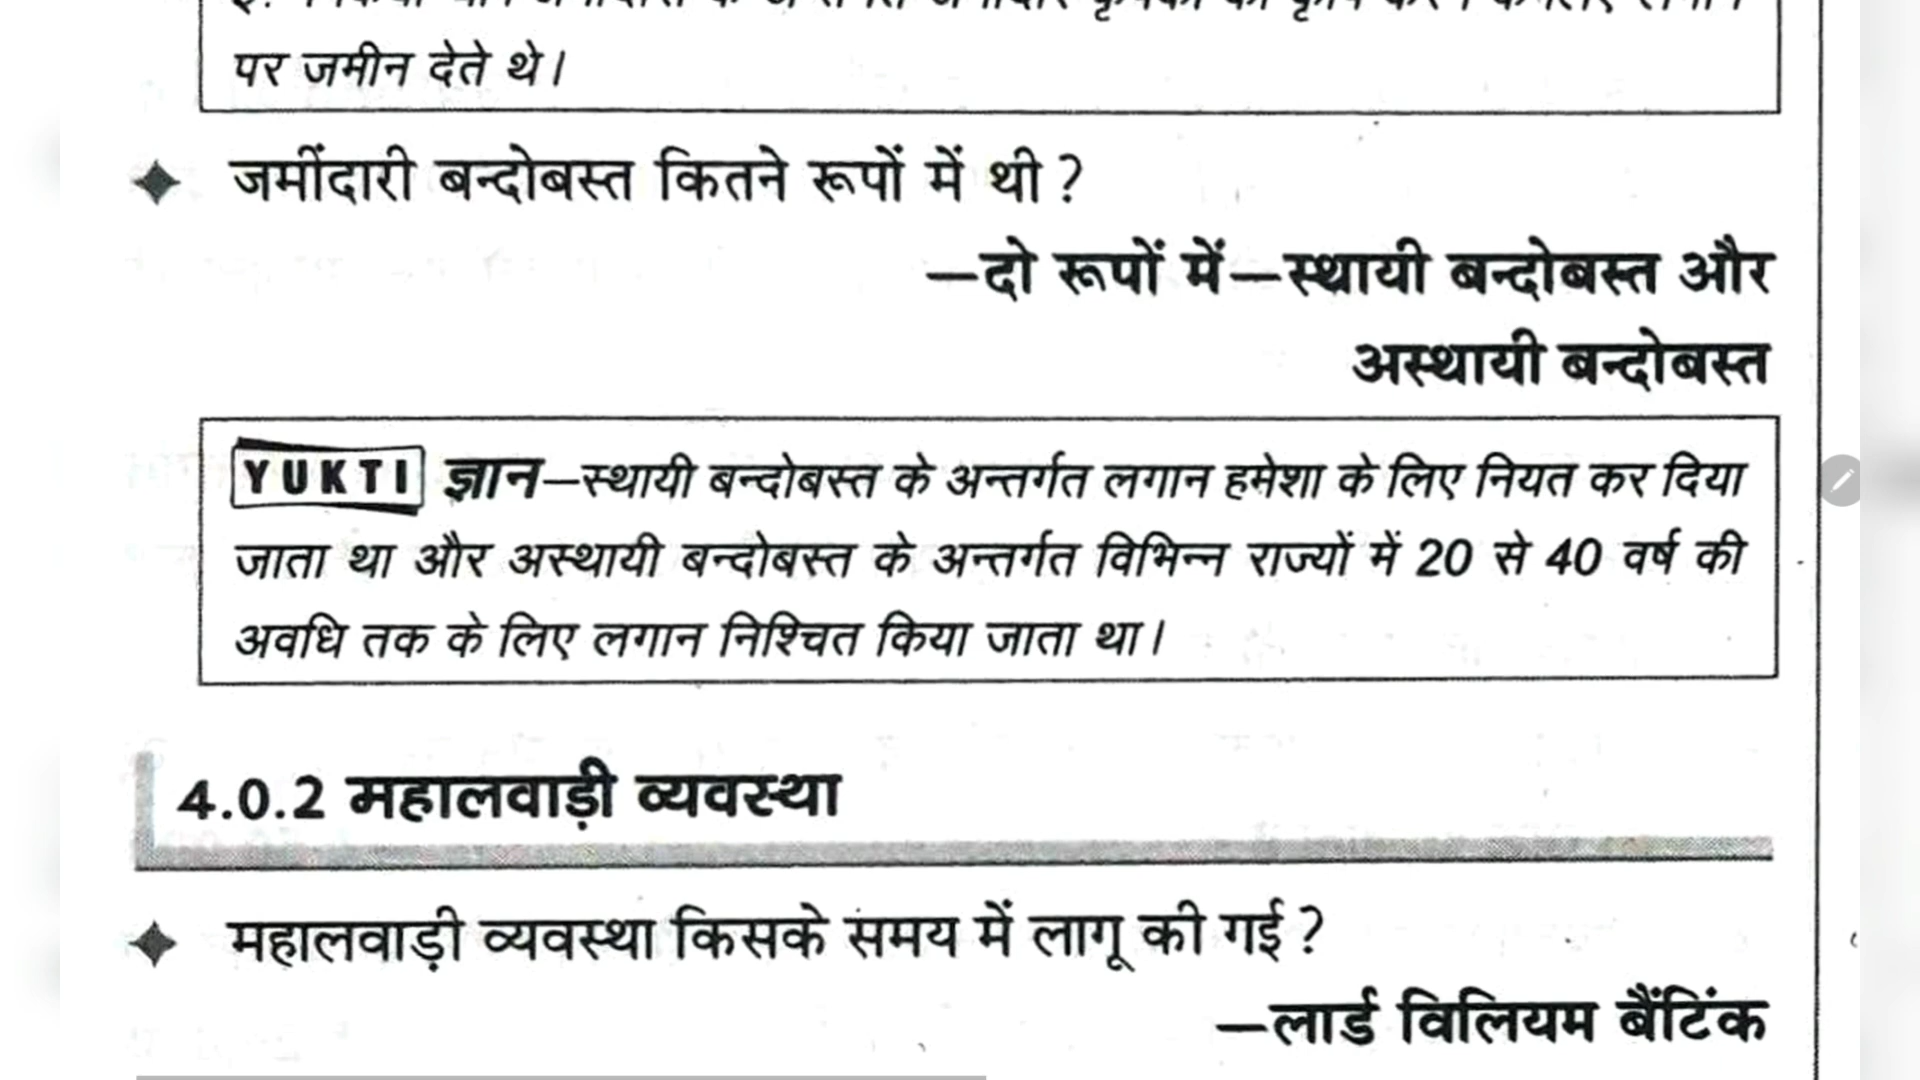 पर जमीन देते थे।
जमींदारी बन्दोबस्त कितने रूपों में थी?
—दो रूपों में—स्थायी बन्दोबस्त और
अस्थायी बन्दोबस्त
YUKTI ज्ञान—स्थायी बन्दोबस्त के अन्तर्गत लगान हमेशा के लिए नियत कर दिया
जाता था और अस्थायी बन्दोबस्त के अन्तर्गत विभिन्न राज्यों में 20 से 40 वर्ष की
अवधि तक के लिए लगान निश्चित किया जाता था।
4.0.2 महालवाड़ी व्यवस्था
महालवाड़ी व्यवस्था किसके समय में लागू की गई?
—लार्ड विलियम बैंटिंक